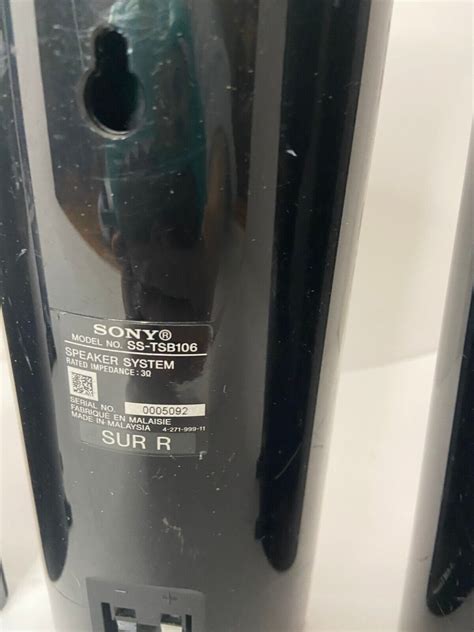 SONY®
MODEL NO. SS-TSB106
SPEAKER SYSTEM
RATED IMPEDANCE : 3Ω
SERIAL NO. 0005092
FABRIQUE EN MALAISIE
MADE IN MALAYSIA 4-271-999-11
SUR R
− +